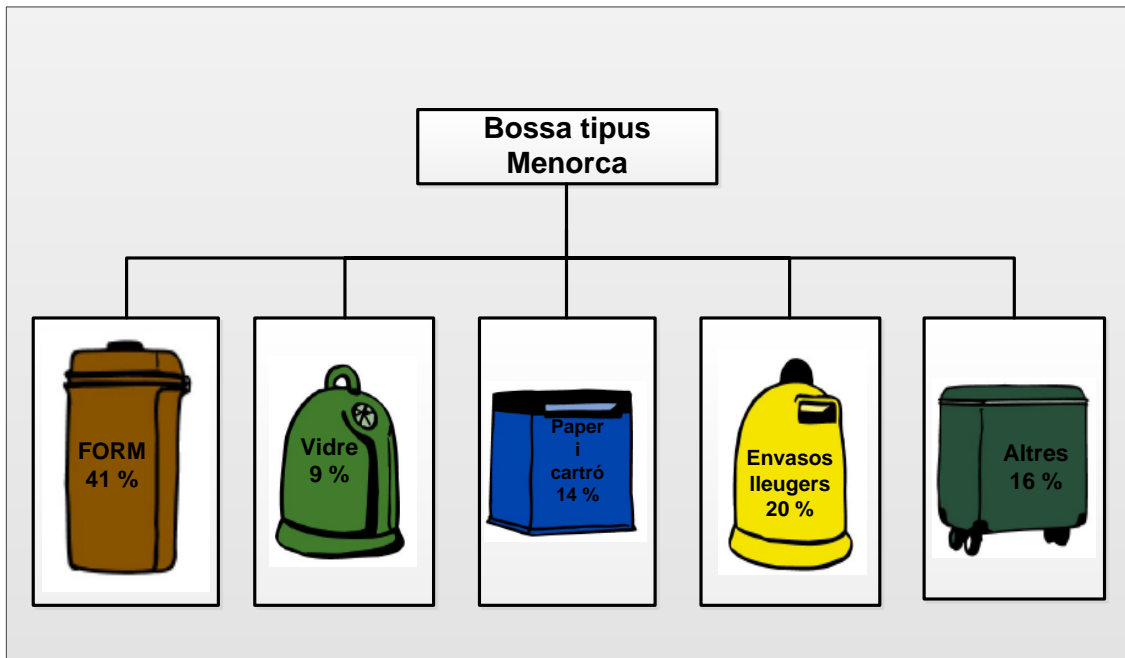 Bossa tipus
Menorca
FORM
41 %
Vidre
9 %
Paper
i
cartró
14 %
Envasos
lleugers
20 %
Altres
16 %